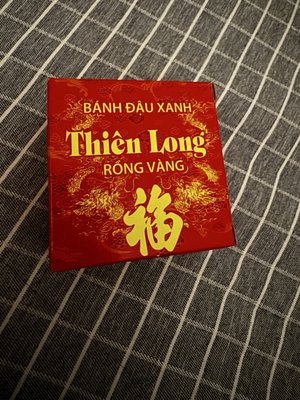 BÁNH ĐẬU XANH
Thiên Long
RỒNG VÀNG
福